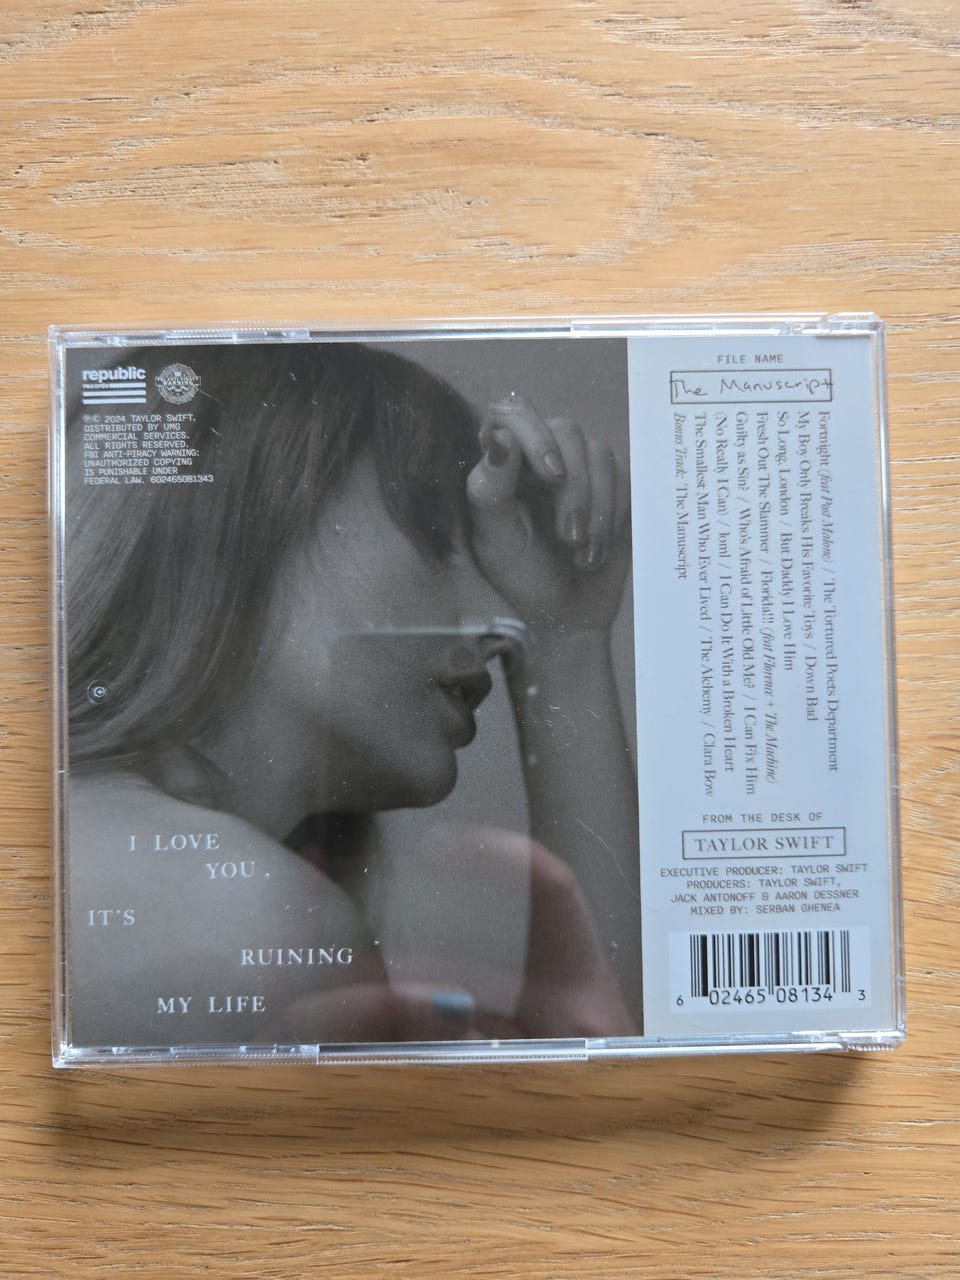 republic
records
℗© 2024 TAYLOR SWIFT.
DISTRIBUTED BY UMG
COMMERCIAL SERVICES.
ALL RIGHTS RESERVED.
FBI ANTI-PIRACY WARNING:
UNAUTHORIZED COPYING
IS PUNISHABLE UNDER
FEDERAL LAW. 602465081343
I LOVE
YOU,
IT'S
RUINING
MY LIFE
FILE NAME
The Manuscript
Fortnight (feat Post Malone) / The Tortured Poets Department
My Boy Only Breaks His Favorite Toys / Down Bad
So Long, London / But Daddy I Love Him
Fresh Out The Slammer / Florida!!! (feat Florence + The Machine)
Guilty as Sin? / Who's Afraid of Little Old Me? / I Can Fix Him
(No Really I Can) / loml / I Can Do It With a Broken Heart
The Smallest Man Who Ever Lived / The Alchemy / Clara Bow
Bonus Track: The Manuscript
FROM THE DESK OF
TAYLOR SWIFT
EXECUTIVE PRODUCER: TAYLOR SWIFT
PRODUCERS: TAYLOR SWIFT,
JACK ANTONOFF & AARON DESSNER
MIXED BY: SERBAN GHENEA
6 02465 08134 3